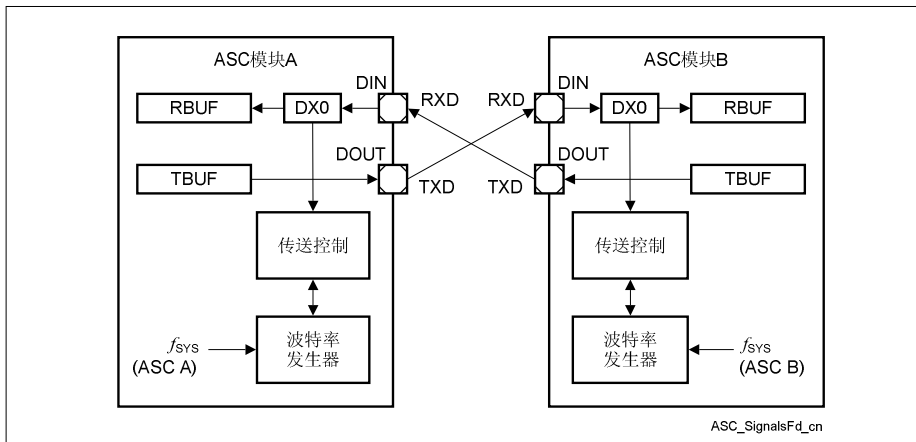 ASC模块A
ASC模块B
DIN
DIN
RXD
RXD
RBUF
DX0
DX0
RBUF
DOUT
DOUT
TBUF
TXD
TXD
TBUF
传送控制
传送控制
fSYS
(ASC A)
波特率
发生器
波特率
发生器
fSYS
(ASC B)
ASC_SignalsFd_cn